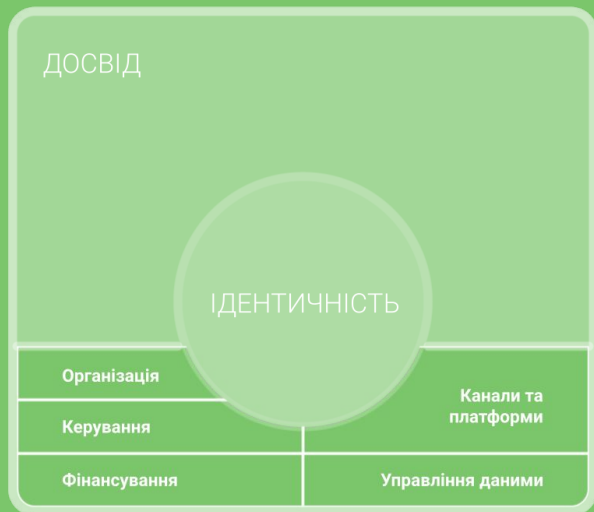 ДОСВІД
ІДЕНТИЧНІСТЬ
Організація
Керування
Фінансування
Канали та
платформи
Управління даними